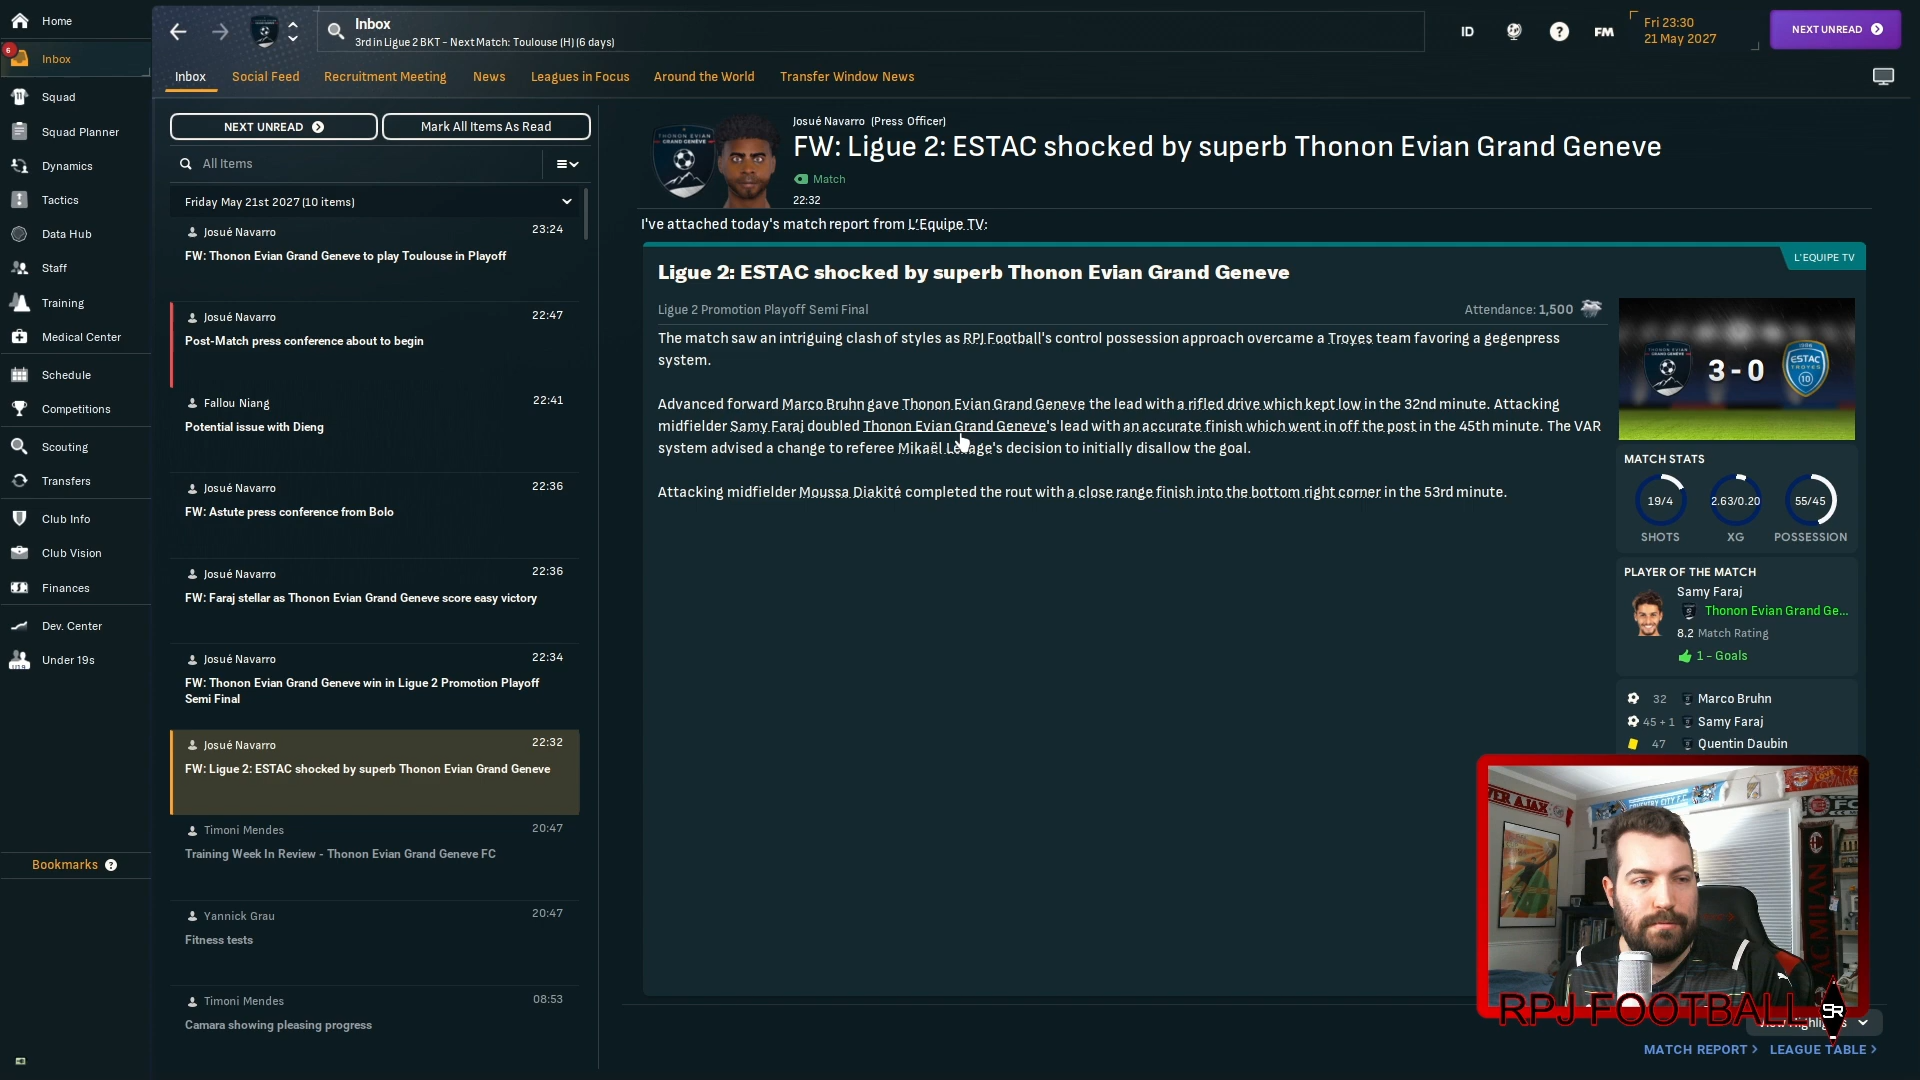 Home
Inbox
6
Squad
Squad Planner
Dynamics
Tactics
Data Hub
Staff
Training
Medical Center
Schedule
Competitions
Scouting
Transfers
Club Info
Club Vision
Finances
Dev. Center
Under 19s
Bookmarks
Inbox
3rd in Ligue 2 BKT - Next Match: Toulouse (H) (6 days)
ID
FM
Fri 23:30
21 May 2027
NEXT UNREAD
Inbox Social Feed Recruitment Meeting News Leagues in Focus Around the World Transfer Window News
NEXT UNREAD
Mark All Items As Read
All Items
Friday May 21st 2027 (10 items)
Josué Navarro 23:24
FW: Thonon Evian Grand Geneve to play Toulouse in Playoff
Josué Navarro 22:47
Post-Match press conference about to begin
Fallou Niang 22:41
Potential issue with Dieng
Josué Navarro 22:36
FW: Astute press conference from Bolo
Josué Navarro 22:36
FW: Faraj stellar as Thonon Evian Grand Geneve score easy victory
Josué Navarro 22:34
FW: Thonon Evian Grand Geneve win in Ligue 2 Promotion Playoff
Semi Final
Josué Navarro 22:32
FW: Ligue 2: ESTAC shocked by superb Thonon Evian Grand Geneve
Timoni Mendes 20:47
Training Week In Review - Thonon Evian Grand Geneve FC
Yannick Grau 20:47
Fitness tests
Timoni Mendes 08:53
Camara showing pleasing progress
Josué Navarro (Press Officer)
FW: Ligue 2: ESTAC shocked by superb Thonon Evian Grand Geneve
Match
22:32
I've attached today's match report from L'Equipe TV:
L'EQUIPE TV
Ligue 2: ESTAC shocked by superb Thonon Evian Grand Geneve
Ligue 2 Promotion Playoff Semi Final
Attendance: 1,500
The match saw an intriguing clash of styles as RPJ Football's control possession approach overcame a Troyes team favoring a gegenpress
system.
Advanced forward Marco Bruhn gave Thonon Evian Grand Geneve the lead with a rifled drive which kept low in the 32nd minute. Attacking
midfielder Samy Faraj doubled Thonon Evian Grand Geneve's lead with an accurate finish which went in off the post in the 45th minute. The VAR
system advised a change to referee Mikaël 's decision to initially disallow the goal.
Attacking midfielder Moussa Diakité completed the rout with a close range finish into the bottom right corner in the 53rd minute.
3 - 0
ESTAC
MATCH STATS
19/4 2.63/0.20 55/45
SHOTS XG POSSESSION
PLAYER OF THE MATCH
Samy Faraj
Thonon Evian Grand Ge...
8.2 Match Rating
1 - Goals
32 Marco Bruhn
45 + 1 Samy Faraj
47 Quentin Daubin
AC MILAN
RPJ FOOTBALL
MATCH REPORT
LEAGUE TABLE